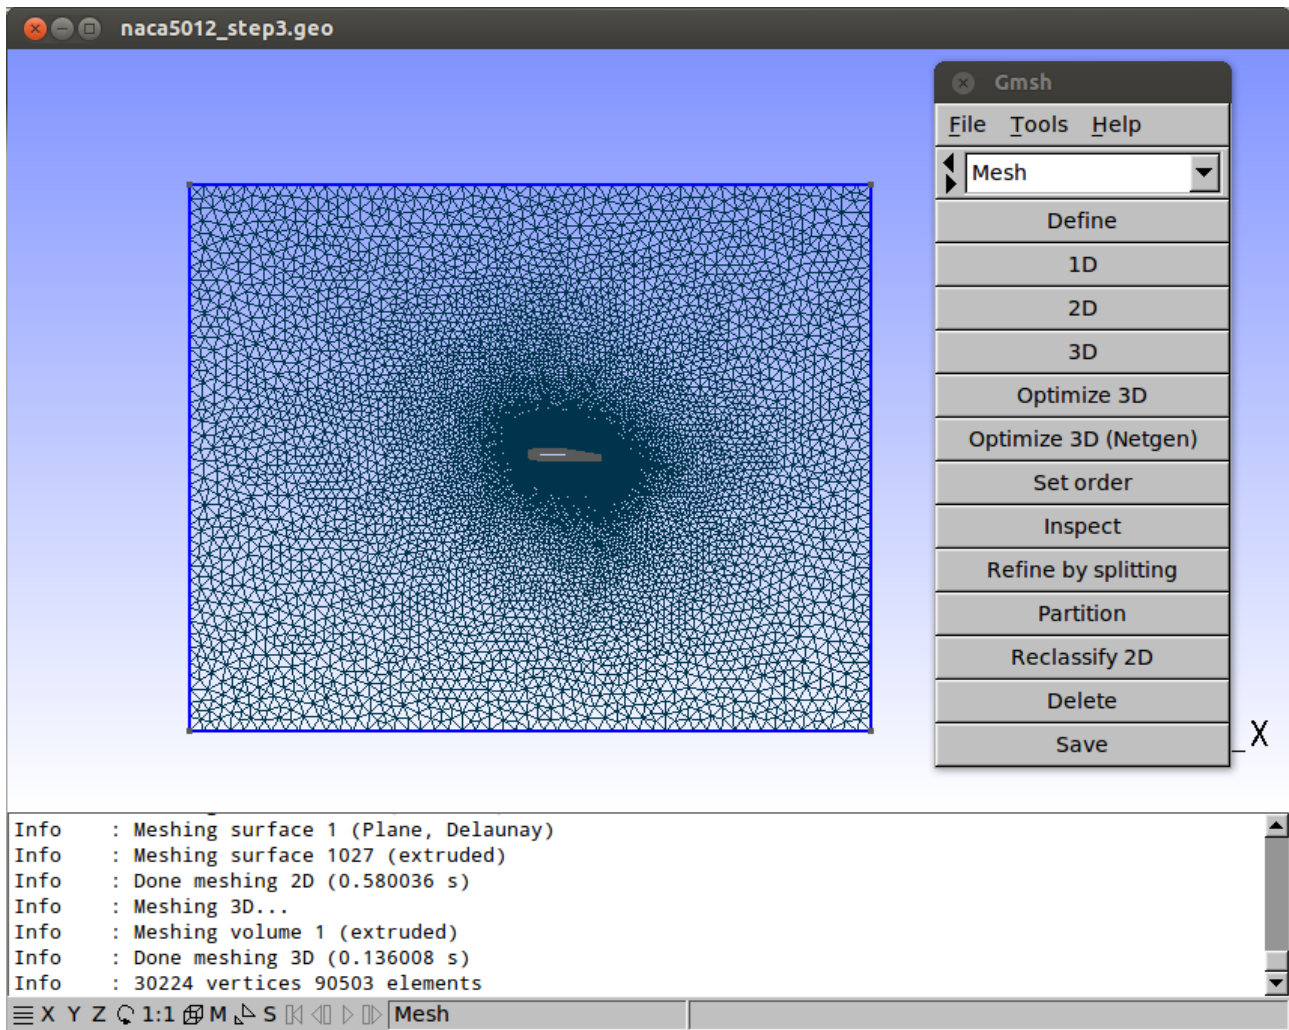 naca5012_step3.geo
Gmsh
File Tools Help
Mesh
Define
1D
2D
3D
Optimize 3D
Optimize 3D (Netgen)
Set order
Inspect
Refine by splitting
Partition
Reclassify 2D
Delete
Save
X
Info : Meshing surface 1 (Plane, Delaunay)
Info : Meshing surface 1027 (extruded)
Info : Done meshing 2D (0.580036 s)
Info : Meshing 3D...
Info : Meshing volume 1 (extruded)
Info : Done meshing 3D (0.136008 s)
Info : 30224 vertices 90503 elements
X Y Z 1:1 M S Mesh